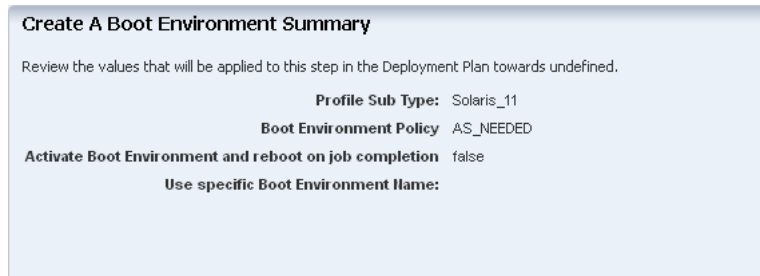 Create A Boot Environment Summary
Review the values that will be applied to this step in the Deployment Plan towards undefined.
Profile Sub Type: Solaris_11
Boot Environment Policy AS_NEEDED
Activate Boot Environment and reboot on job completion false
Use specific Boot Environment Name: